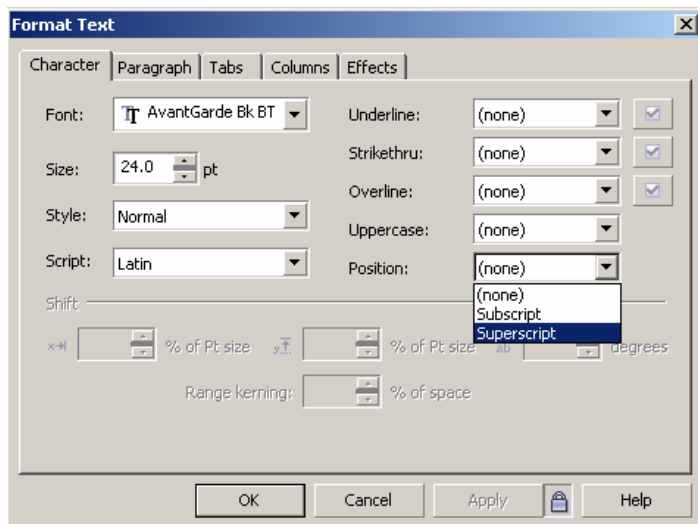 Format Text
Character Paragraph Tabs Columns Effects
Font: AvantGarde Bk BT Underline: (none)
Size: 24.0 pt Strikethru: (none)
Overline: (none)
Style: Normal Uppercase: (none)
Script: Latin Position: (none)
(none)
Subscript
Superscript
Shift
% of Pt size % of Pt size ab degrees
Range kerning: % of space
OK Cancel Apply Help